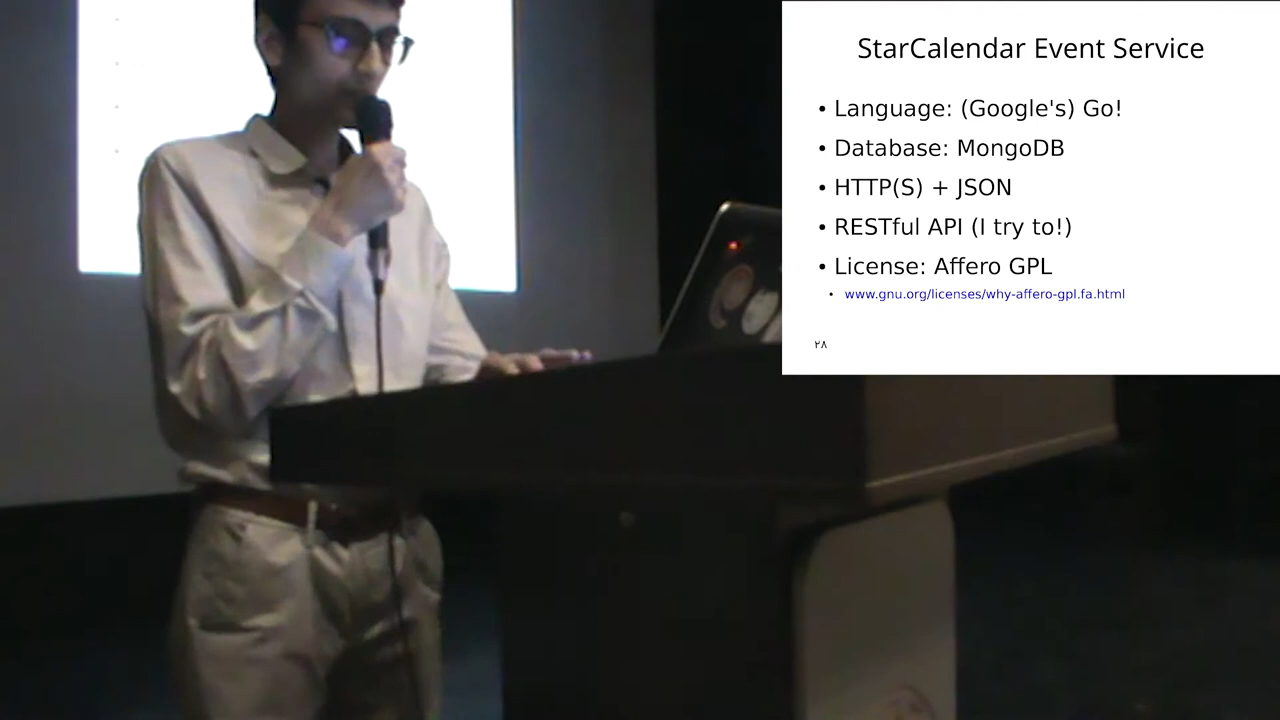 StarCalendar Event Service
• Language: (Google's) Go!
• Database: MongoDB
• HTTP(S) + JSON
• RESTful API (I try to!)
• License: Affero GPL
• www.gnu.org/licenses/why-affero-gpl.fa.html
۲۸